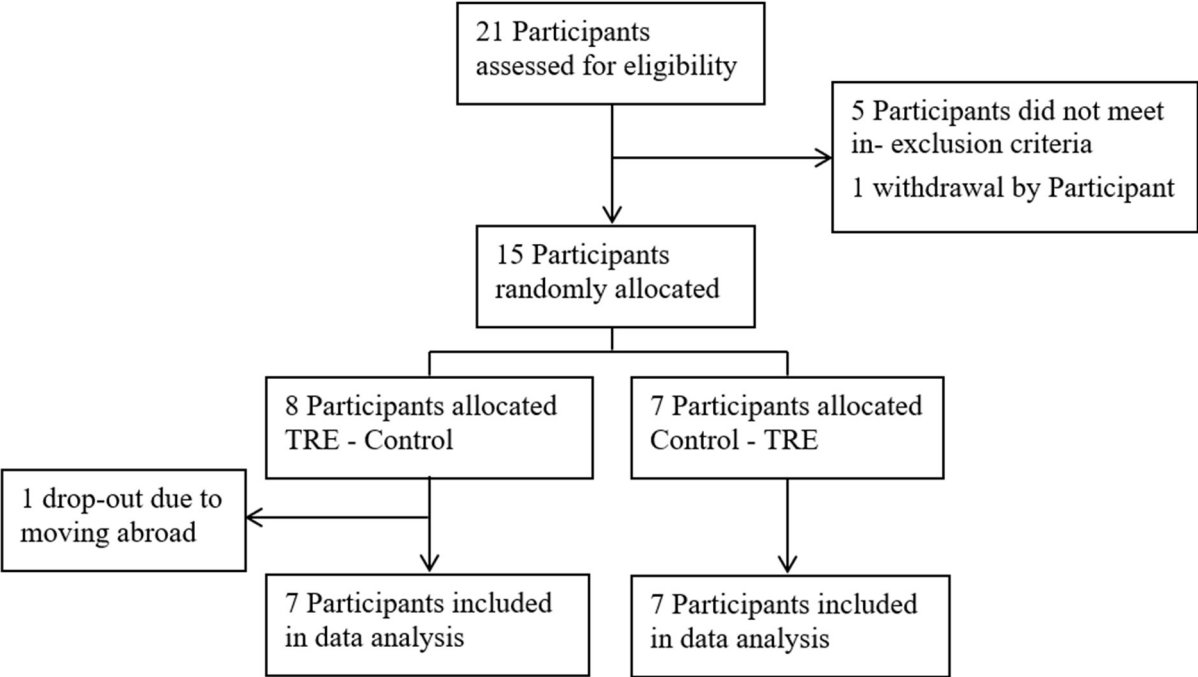 21 Participants
assessed for eligibility
5 Participants did not meet
in- exclusion criteria
1 withdrawal by Participant
15 Participants
randomly allocated
8 Participants allocated
TRE - Control
7 Participants allocated
Control - TRE
1 drop-out due to
moving abroad
7 Participants included
in data analysis
7 Participants included
in data analysis